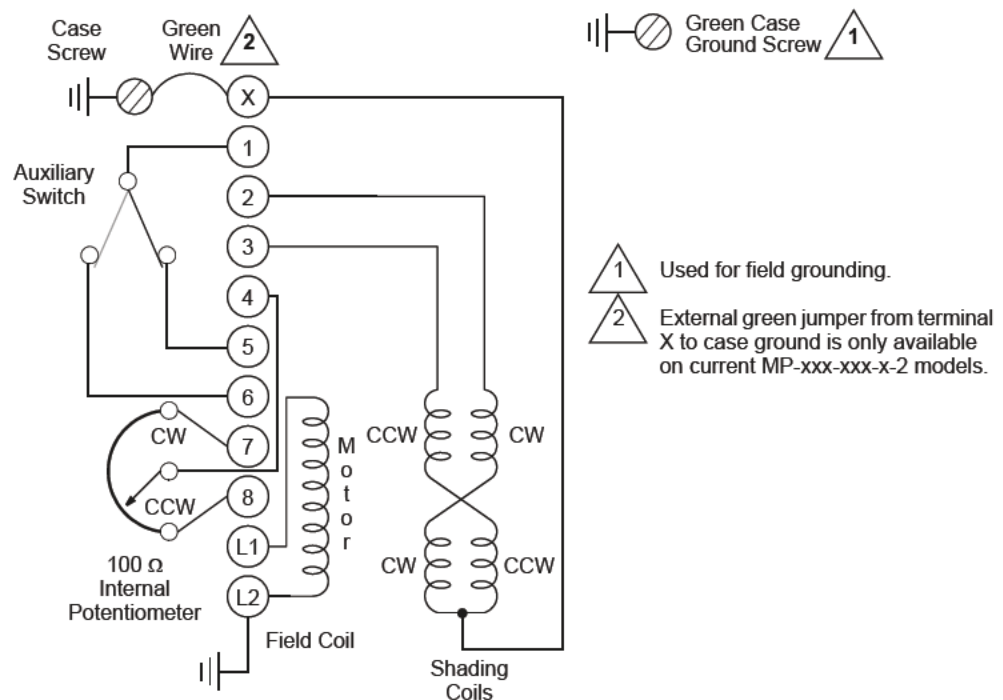 Case
Screw
Green
Wire
2
Green Case
Ground Screw
1
X
1
Auxiliary
Switch
2
3
4
5
6
7
8
L1
L2
CW
CCW
100 Ω
Internal
Potentiometer
Motor
Field Coil
CCW
CW
CW
CCW
Shading
Coils
1
Used for field grounding.
2
External green jumper from terminal
X to case ground is only available
on current MP-xxx-xxx-x-2 models.